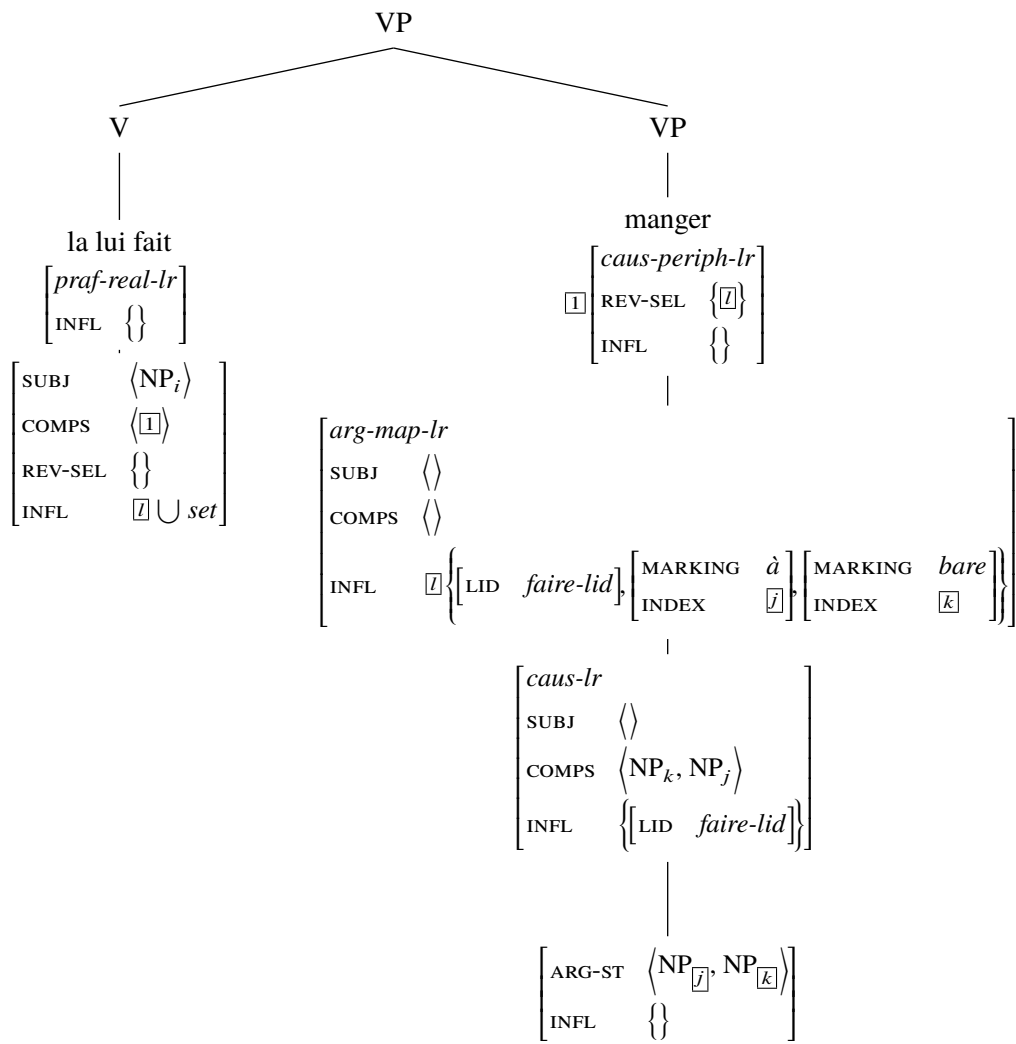 VP
V VP
la lui fait
praf-real-lr
INFL {}
SUBJ ⟨NP_i⟩
COMPS ⟨1⟩
REV-SEL {}
INFL l ⋃ set
manger
1 caus-periph-lr
REV-SEL {l}
INFL {}
arg-map-lr
SUBJ ⟨⟩
COMPS ⟨⟩
INFL l {[LID faire-lid], [MARKING à INDEX j], [MARKING bare INDEX k]}
caus-lr
SUBJ ⟨⟩
COMPS ⟨NP_k, NP_j⟩
INFL {[LID faire-lid]}
ARG-ST ⟨NP_j, NP_k⟩
INFL {}